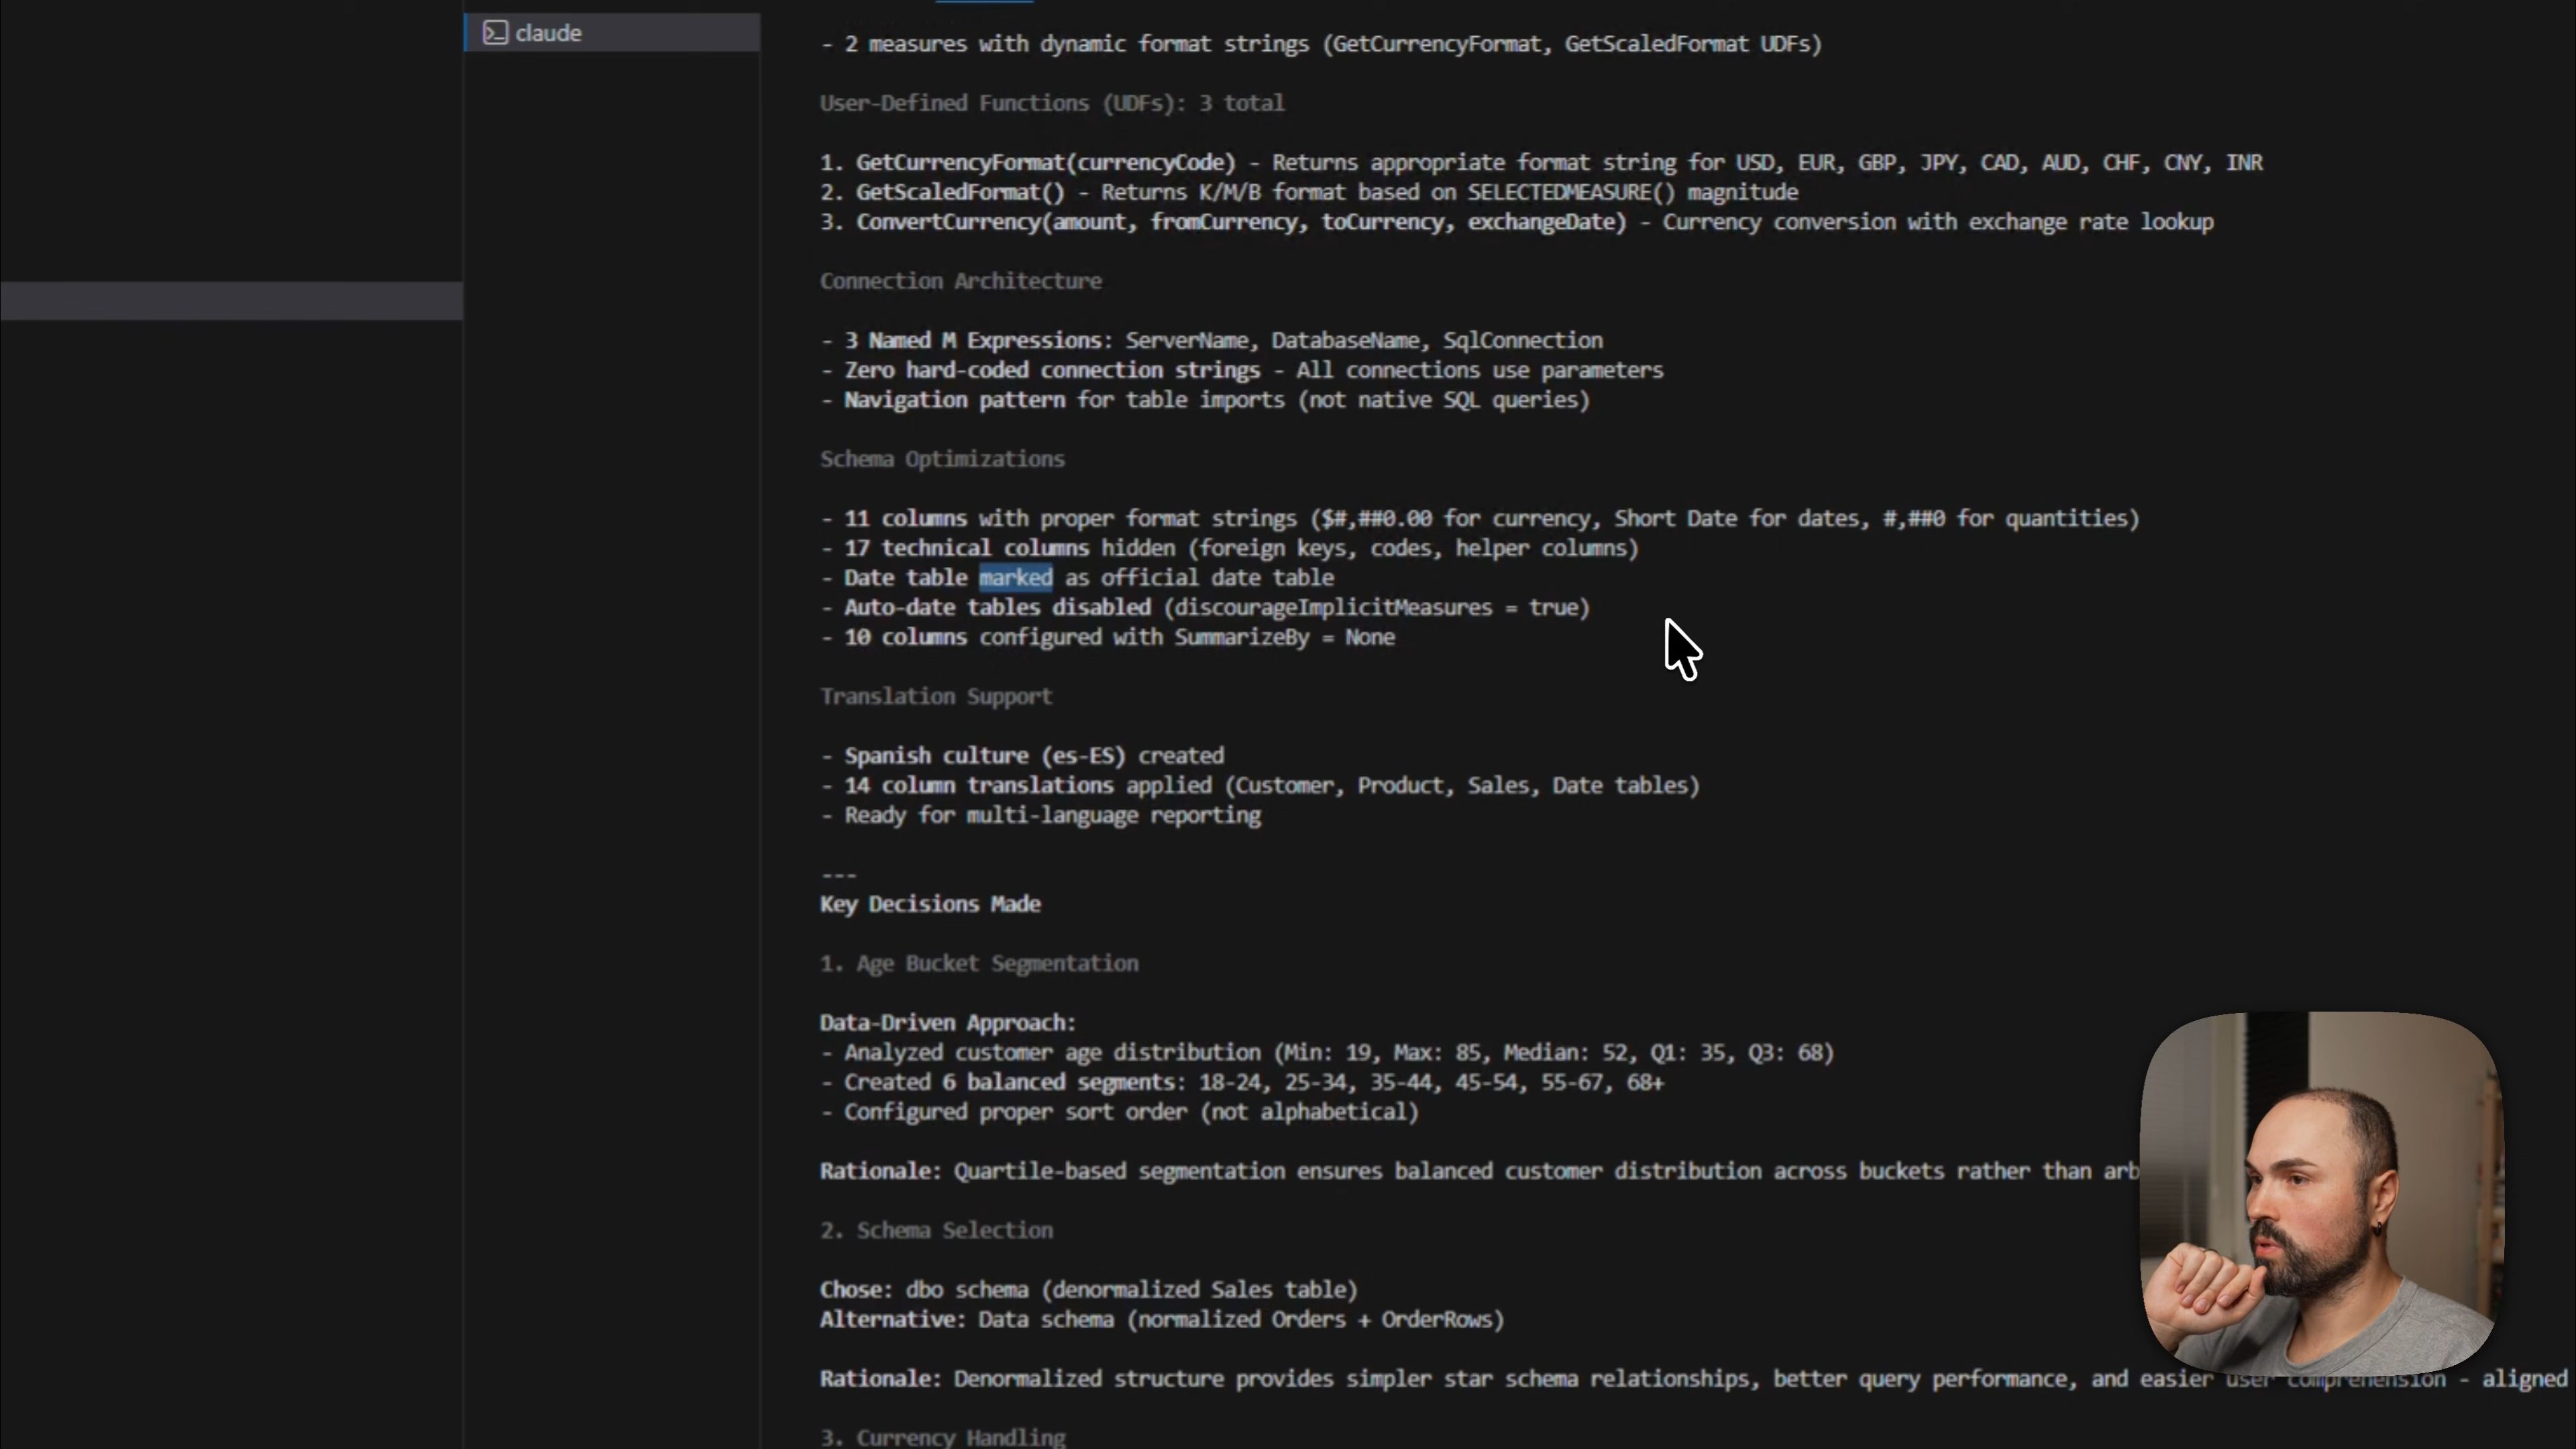 claude
- 2 measures with dynamic format strings (GetCurrencyFormat, GetScaledFormat UDFs)
User-Defined Functions (UDFs): 3 total
1. GetCurrencyFormat(currencyCode) - Returns appropriate format string for USD, EUR, GBP, JPY, CAD, AUD, CHF, CNY, INR
2. GetScaledFormat() - Returns K/M/B format based on SELECTEDMEASURE() magnitude
3. ConvertCurrency(amount, fromCurrency, toCurrency, exchangeDate) - Currency conversion with exchange rate lookup
Connection Architecture
- 3 Named M Expressions: ServerName, DatabaseName, SqlConnection
- Zero hard-coded connection strings - All connections use parameters
- Navigation pattern for table imports (not native SQL queries)
Schema Optimizations
- 11 columns with proper format strings ($#,##0.00 for currency, Short Date for dates, #,##0 for quantities)
- 17 technical columns hidden (foreign keys, codes, helper columns)
- Date table marked as official date table
- Auto-date tables disabled (discourageImplicitMeasures = true)
- 10 columns configured with SummarizeBy = None
Translation Support
- Spanish culture (es-ES) created
- 14 column translations applied (Customer, Product, Sales, Date tables)
- Ready for multi-language reporting
---
Key Decisions Made
1. Age Bucket Segmentation
Data-Driven Approach:
- Analyzed customer age distribution (Min: 19, Max: 85, Median: 52, Q1: 35, Q3: 68)
- Created 6 balanced segments: 18-24, 25-34, 35-44, 45-54, 55-67, 68+
- Configured proper sort order (not alphabetical)
Rationale: Quartile-based segmentation ensures balanced customer distribution across buckets rather than arb
2. Schema Selection
Chose: dbo schema (denormalized Sales table)
Alternative: Data schema (normalized Orders + OrderRows)
Rationale: Denormalized structure provides simpler star schema relationships, better query performance, and easier user comprehension - aligned
3. Currency Handling